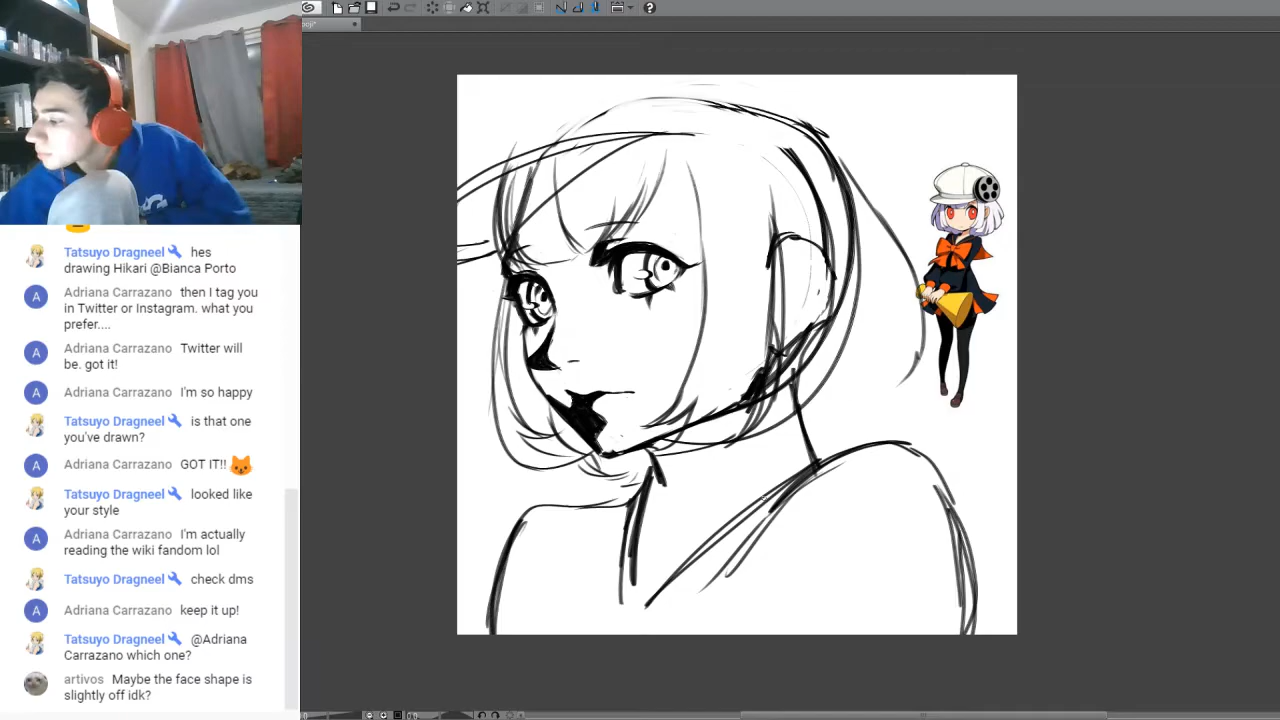 Tatsuyo Dragneel hes
drawing Hikari @Bianca Porto
Adriana Carrazano then I tag you
in Twitter or Instagram. what you
prefer....
Adriana Carrazano Twitter will
be. got it!
Adriana Carrazano I'm so happy
Tatsuyo Dragneel is that one
you've drawn?
Adriana Carrazano GOT IT!!
Tatsuyo Dragneel looked like
your style
Adriana Carrazano I'm actually
reading the wiki fandom lol
Tatsuyo Dragneel check dms
Adriana Carrazano keep it up!
Tatsuyo Dragneel @Adriana
Carrazano which one?
artivos Maybe the face shape is
slightly off idk?